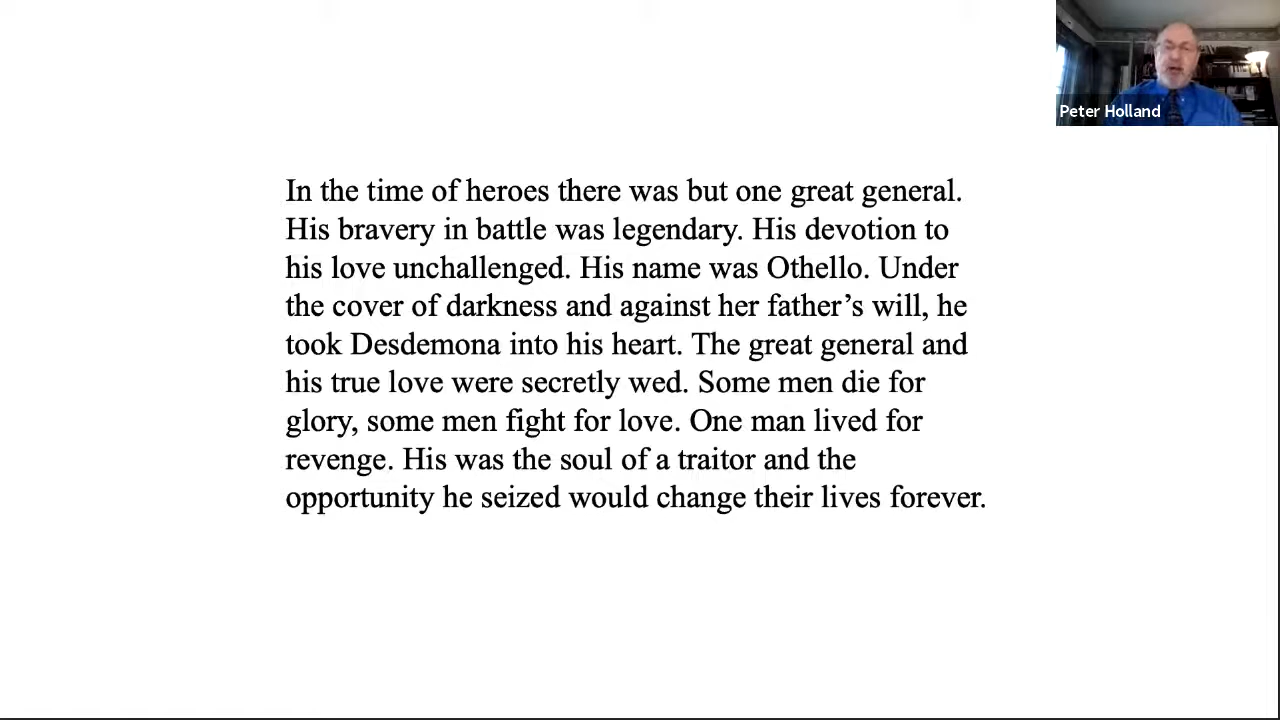 Peter Holland
In the time of heroes there was but one great general.
His bravery in battle was legendary. His devotion to
his love unchallenged. His name was Othello. Under
the cover of darkness and against her father’s will, he
took Desdemona into his heart. The great general and
his true love were secretly wed. Some men die for
glory, some men fight for love. One man lived for
revenge. His was the soul of a traitor and the
opportunity he seized would change their lives forever.